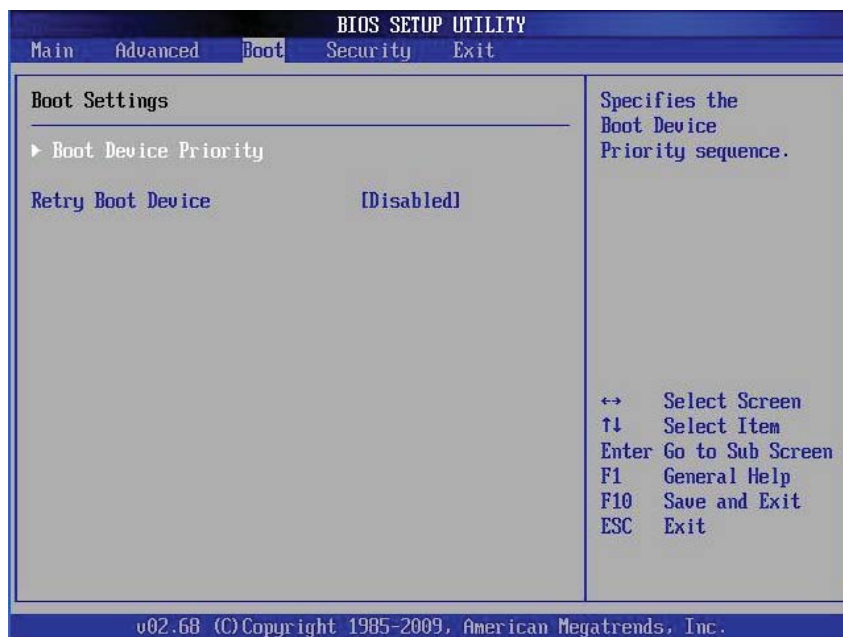 BIOS SETUP UTILITY
Main Advanced Boot Security Exit
Boot Settings
▶ Boot Device Priority
Retry Boot Device [Disabled]
Specifies the
Boot Device
Priority sequence.
↔ Select Screen
↑↓ Select Item
Enter Go to Sub Screen
F1 General Help
F10 Save and Exit
ESC Exit
v02.68 (C)Copyright 1985-2009, American Megatrends, Inc.